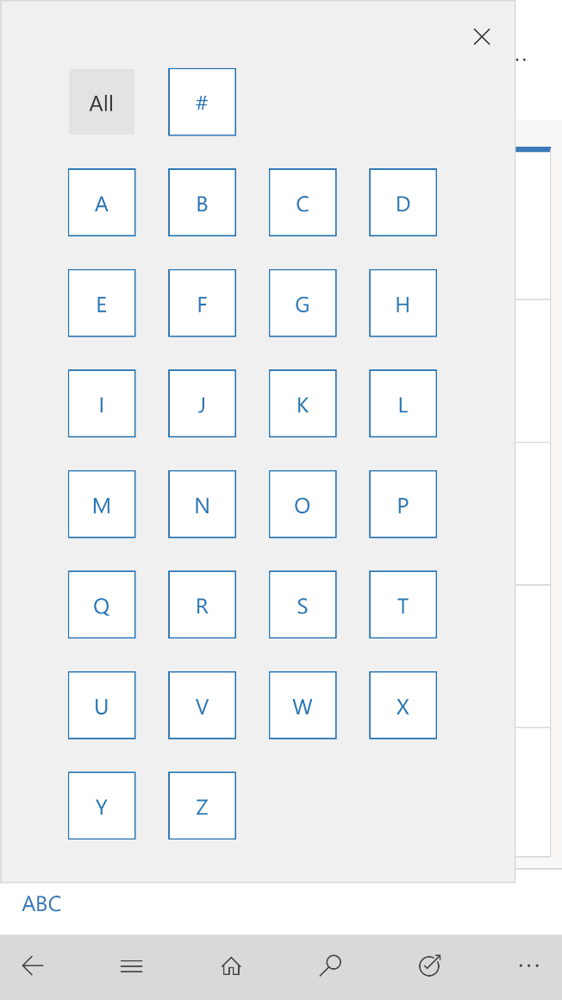 All #
A B C D
E F G H
I J K L
M N O P
Q R S T
U V W X
Y Z
ABC